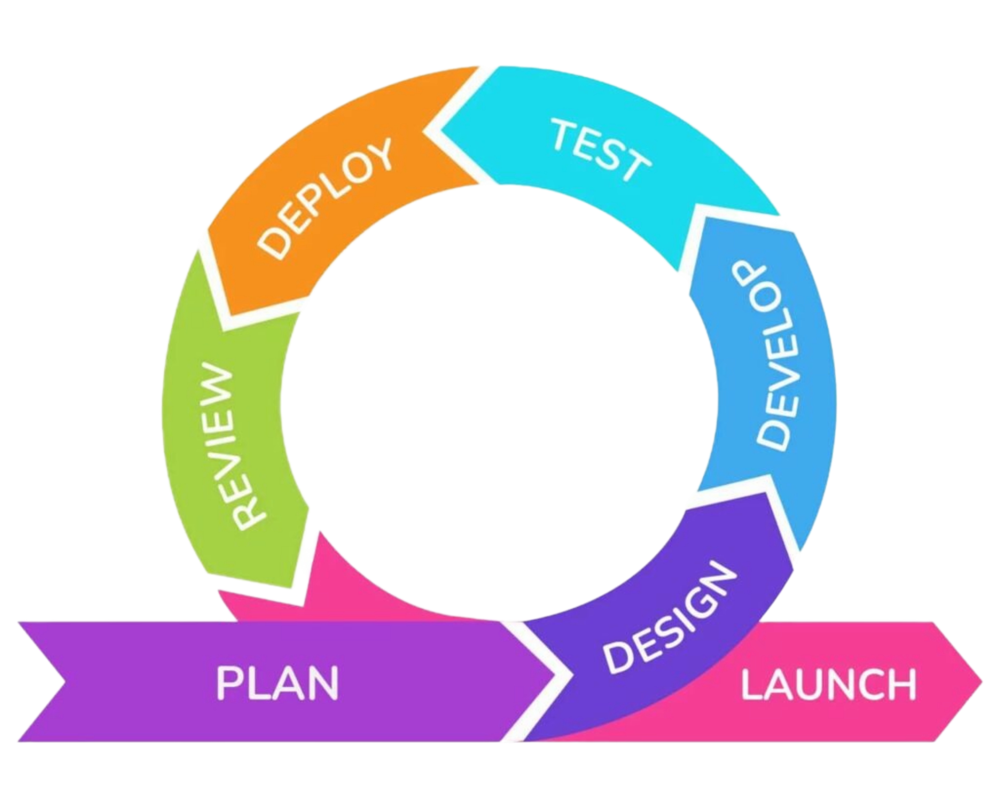 PLAN
DESIGN
DEVELOP
TEST
DEPLOY
REVIEW
LAUNCH